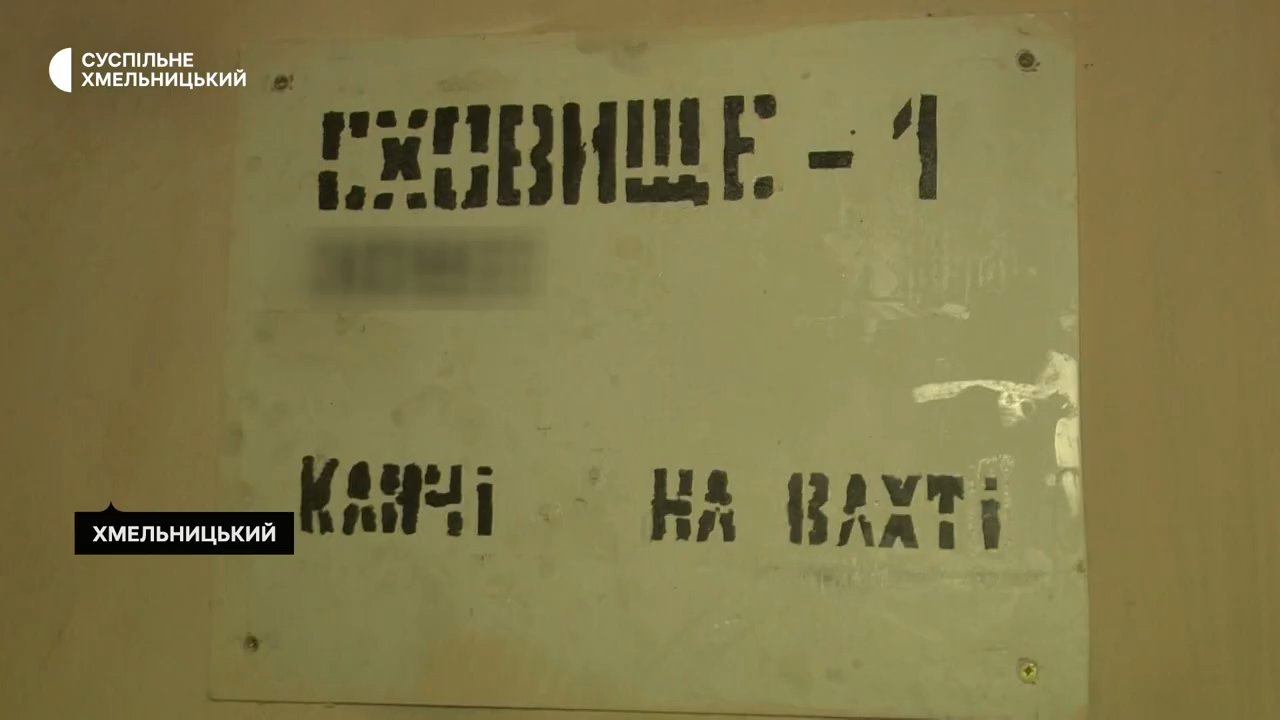 СУСПІЛЬНЕ
ХМЕЛЬНИЦЬКИЙ
СХОВИЩЕ - 1
КЛЮЧІ НА ВАХТІ
ХМЕЛЬНИЦЬКИЙ